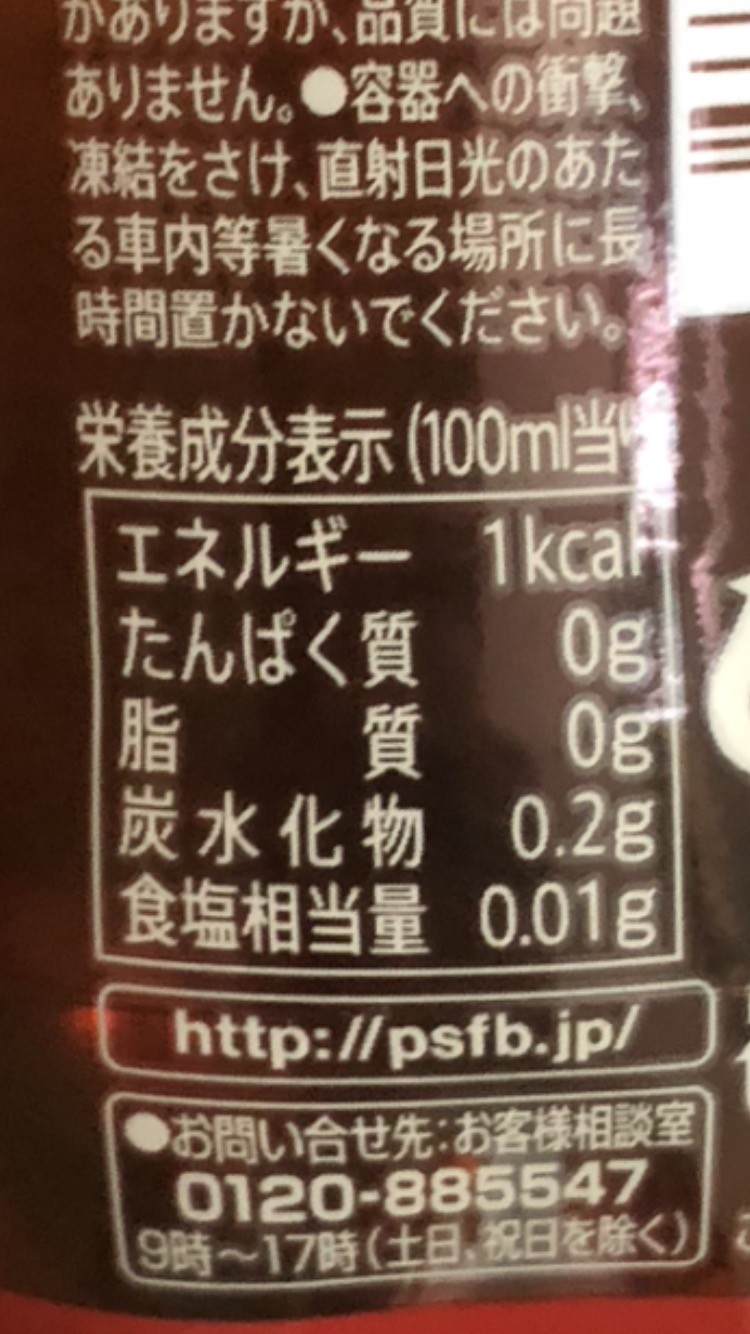 がありますが、品質には問題
ありません。●容器への衝撃、
凍結をさけ、直射日光のあた
る車内等暑くなる場所に長
時間置かないでください。
栄養成分表示(100ml当り
エネルギー 1kcal
たんぱく質 0g
脂質 0g
炭水化物 0.2g
食塩相当量 0.01g
http://psfb.jp/
●お問い合せ先:お客様相談室
0120-885547
9時〜17時(土日、祝日を除く)